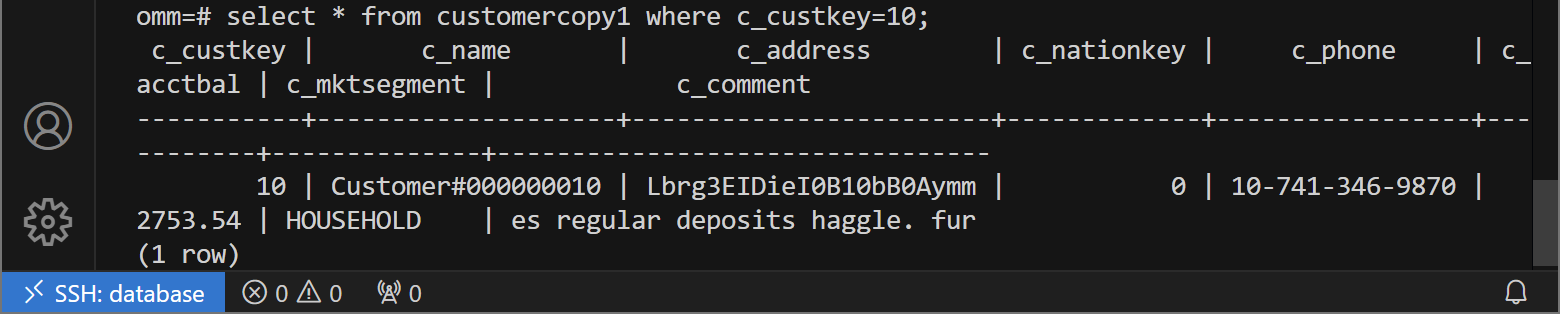 omm=# select * from customercopy1 where c_custkey=10;
 c_custkey |       c_name       |       c_address        | c_nationkey |     c_phone     | c_
acctbal | c_mktsegment |            c_comment
-----------+--------------------+------------------------+-------------+-----------------+---
--------+--------------+---------------------------------
        10 | Customer#000000010 | Lbrg3EIDieI0B10bB0Aymm |           0 | 10-741-346-9870 |
2753.54 | HOUSEHOLD    | es regular deposits haggle. fur
(1 row)
SSH: database 0 0 0